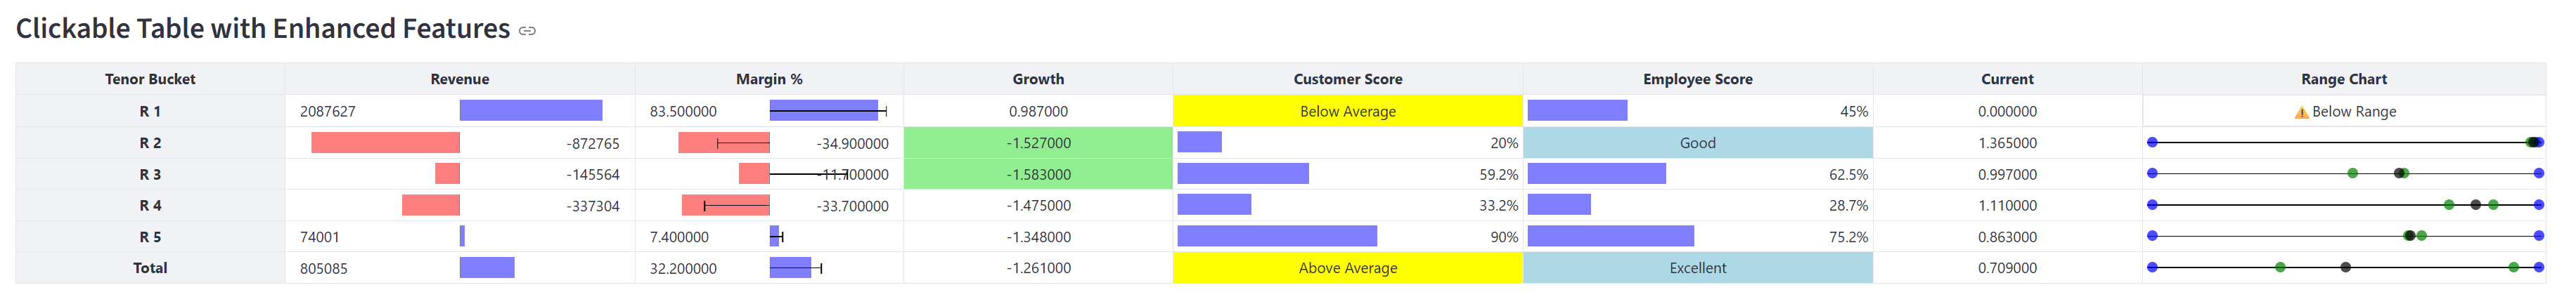 Clickable Table with Enhanced Features
Tenor Bucket Revenue Margin % Growth Customer Score Employee Score Current Range Chart
R 1 2087627 83.500000 0.987000 Below Average 45% 0.000000 ⚠️ Below Range
R 2 -872765 -34.900000 -1.527000 20% Good 1.365000
R 3 -145564 -11.700000 -1.583000 59.2% 62.5% 0.997000
R 4 -337304 -33.700000 -1.475000 33.2% 28.7% 1.110000
R 5 74001 7.400000 -1.348000 90% 75.2% 0.863000
Total 805085 32.200000 -1.261000 Above Average Excellent 0.709000